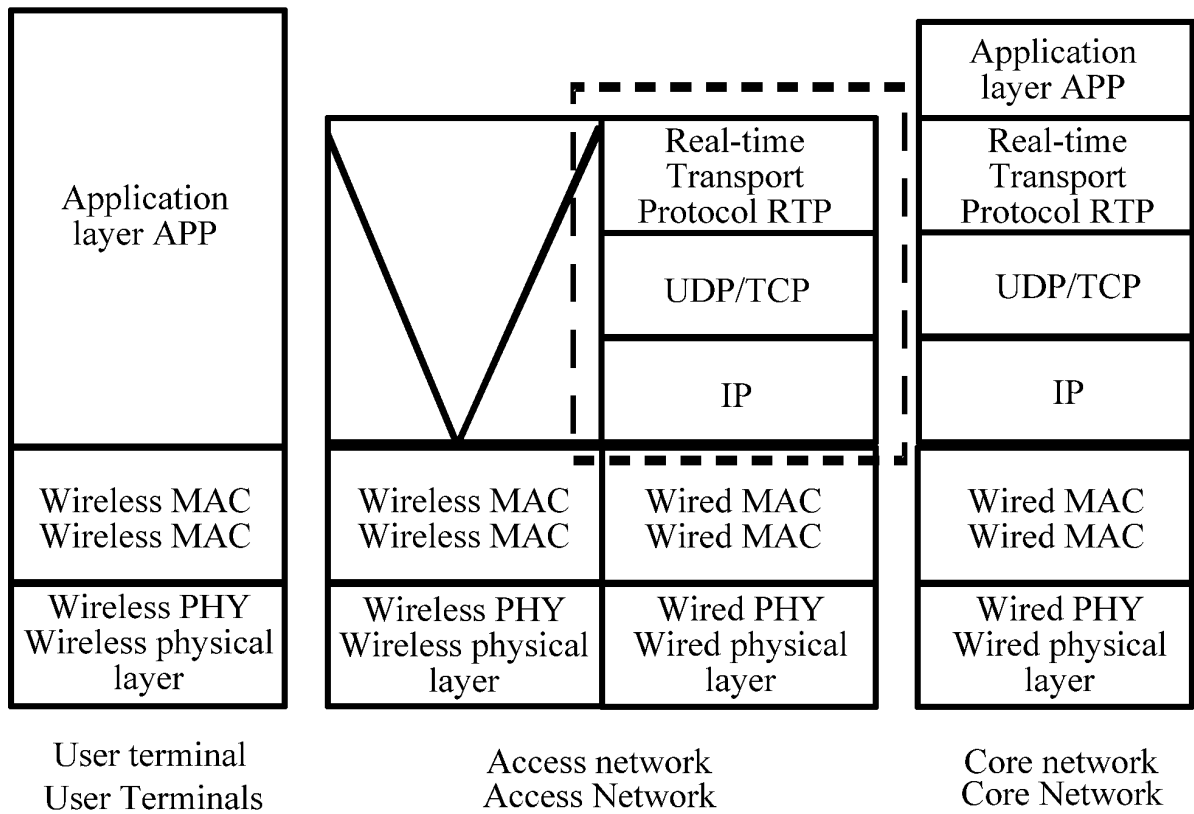 Application
layer APP
Wireless MAC
Wireless MAC
Wireless PHY
Wireless physical
layer
User terminal
User Terminals
Wireless MAC
Wireless MAC
Wireless PHY
Wireless physical
layer
Real-time
Transport
Protocol RTP
UDP/TCP
IP
Wired MAC
Wired MAC
Wired PHY
Wired physical
layer
Access network
Access Network
Application
layer APP
Real-time
Transport
Protocol RTP
UDP/TCP
IP
Wired MAC
Wired MAC
Wired PHY
Wired physical
layer
Core network
Core Network